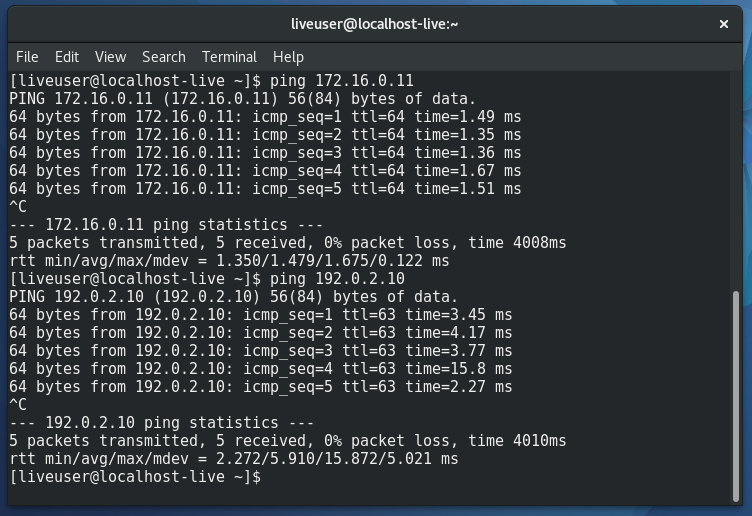 liveuser@localhost-live:~
File Edit View Search Terminal Help
[liveuser@localhost-live ~]$ ping 172.16.0.11
PING 172.16.0.11 (172.16.0.11) 56(84) bytes of data.
64 bytes from 172.16.0.11: icmp_seq=1 ttl=64 time=1.49 ms
64 bytes from 172.16.0.11: icmp_seq=2 ttl=64 time=1.35 ms
64 bytes from 172.16.0.11: icmp_seq=3 ttl=64 time=1.36 ms
64 bytes from 172.16.0.11: icmp_seq=4 ttl=64 time=1.67 ms
64 bytes from 172.16.0.11: icmp_seq=5 ttl=64 time=1.51 ms
^C
--- 172.16.0.11 ping statistics ---
5 packets transmitted, 5 received, 0% packet loss, time 4008ms
rtt min/avg/max/mdev = 1.350/1.479/1.675/0.122 ms
[liveuser@localhost-live ~]$ ping 192.0.2.10
PING 192.0.2.10 (192.0.2.10) 56(84) bytes of data.
64 bytes from 192.0.2.10: icmp_seq=1 ttl=63 time=3.45 ms
64 bytes from 192.0.2.10: icmp_seq=2 ttl=63 time=4.17 ms
64 bytes from 192.0.2.10: icmp_seq=3 ttl=63 time=3.77 ms
64 bytes from 192.0.2.10: icmp_seq=4 ttl=63 time=15.8 ms
64 bytes from 192.0.2.10: icmp_seq=5 ttl=63 time=2.27 ms
^C
--- 192.0.2.10 ping statistics ---
5 packets transmitted, 5 received, 0% packet loss, time 4010ms
rtt min/avg/max/mdev = 2.272/5.910/15.872/5.021 ms
[liveuser@localhost-live ~]$